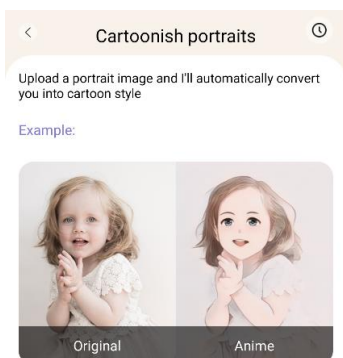 Cartoonish portraits
Upload a portrait image and I'll automatically convert
you into cartoon style
Example:
Original
Anime